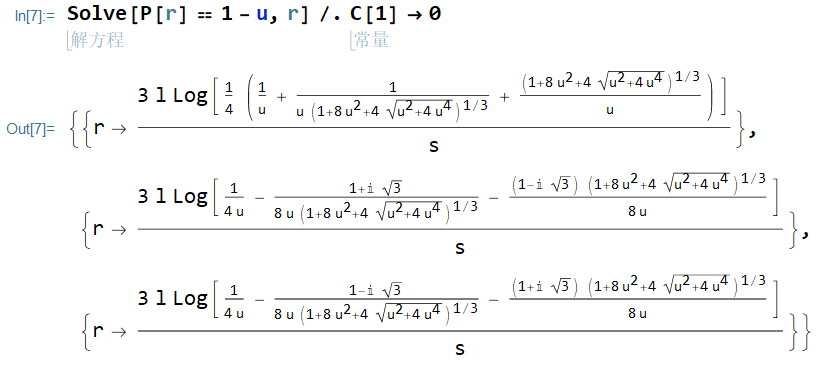 In[7]:= Solve[P[r] == 1 - u, r] /. C[1] → 0
解方程 常量
Out[7]= {{r → (3 l Log[1/4 (1/u + 1/(u (1+8 u^2+4 √(u^2+4 u^4))^(1/3)) + (1+8 u^2+4 √(u^2+4 u^4))^(1/3)/u)])/s},
{r → (3 l Log[1/(4 u) - (1+i √3)/(8 u (1+8 u^2+4 √(u^2+4 u^4))^(1/3)) - ((1-i √3) (1+8 u^2+4 √(u^2+4 u^4))^(1/3))/(8 u)])/s},
{r → (3 l Log[1/(4 u) - (1-i √3)/(8 u (1+8 u^2+4 √(u^2+4 u^4))^(1/3)) - ((1+i √3) (1+8 u^2+4 √(u^2+4 u^4))^(1/3))/(8 u)])/s}}